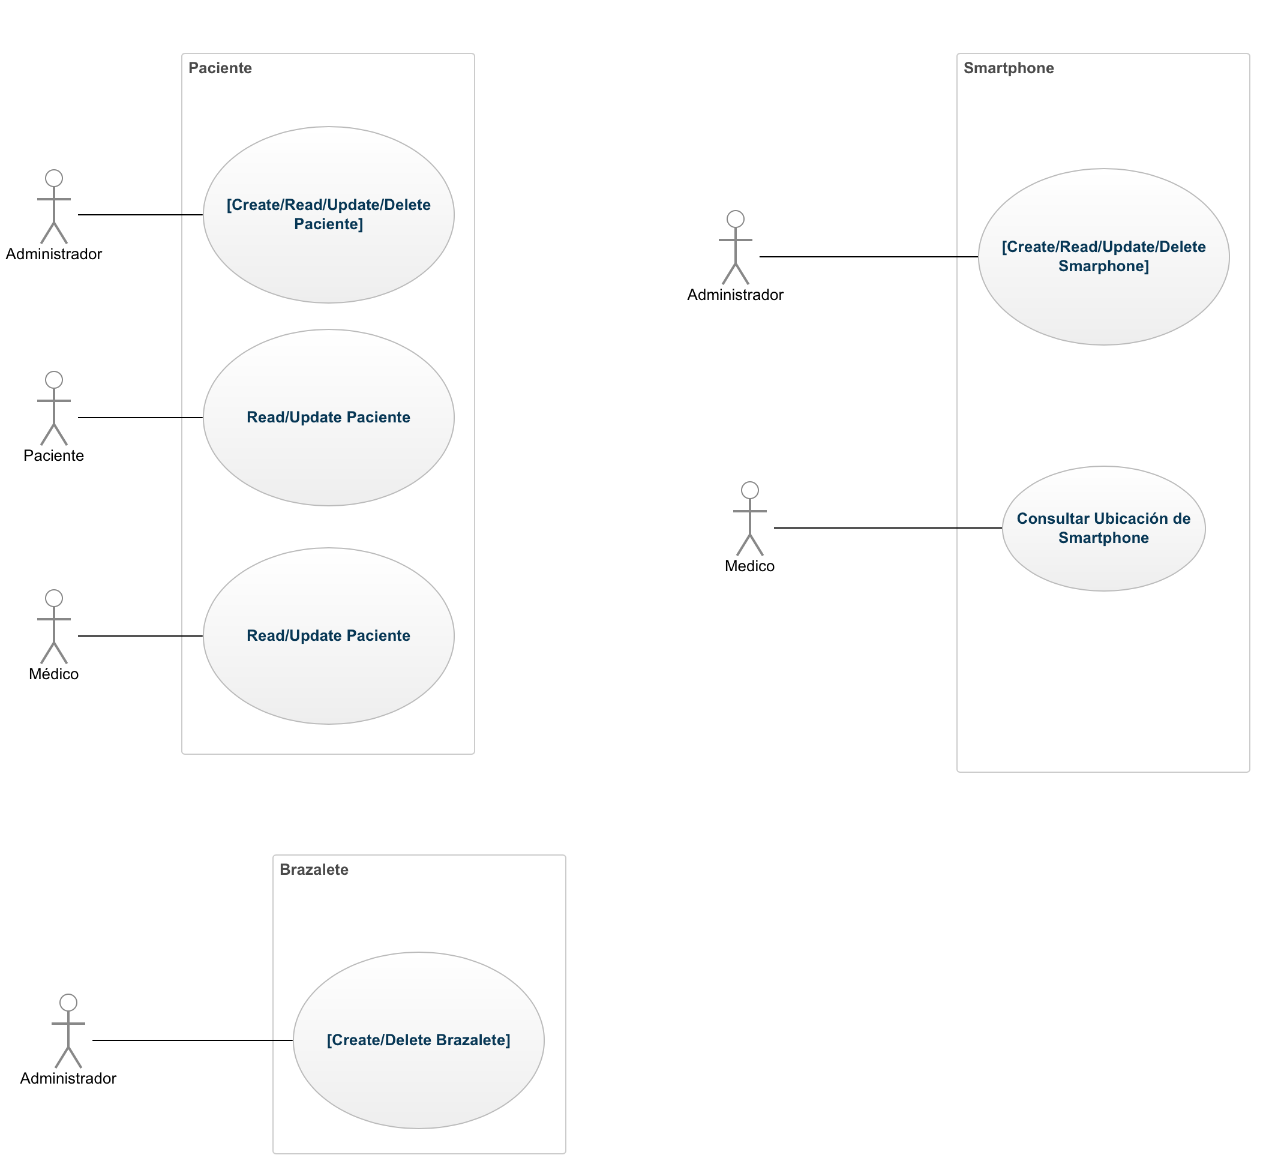 Paciente
[Create/Read/Update/Delete
Paciente]
Administrador
Read/Update Paciente
Paciente
Read/Update Paciente
Médico
Smartphone
[Create/Read/Update/Delete
Smarphone]
Administrador
Consultar Ubicación de
Smartphone
Medico
Brazalete
[Create/Delete Brazalete]
Administrador